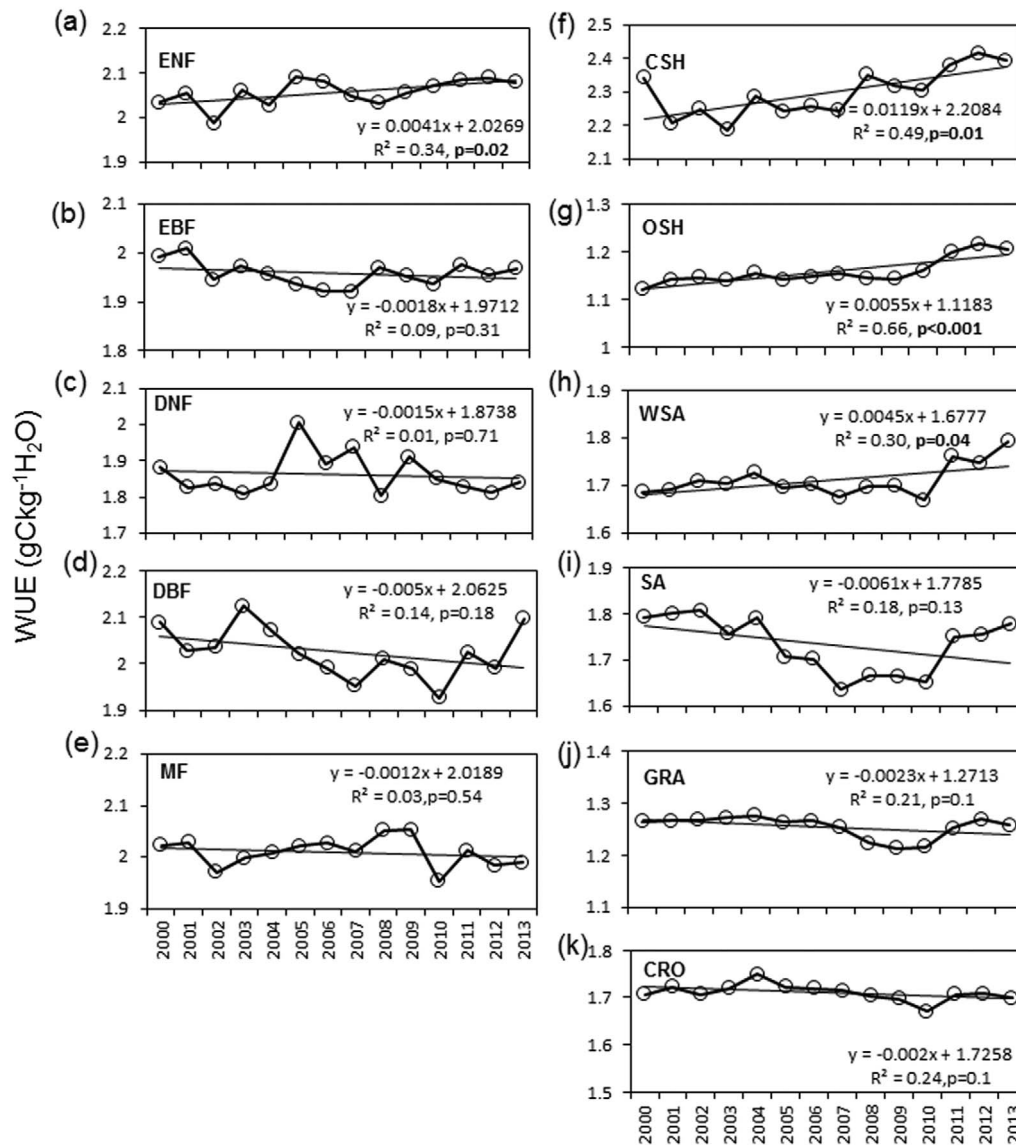 WUE (gCkg⁻¹H₂O)
(a)
ENF
2.2
2.1
2
1.9
y = 0.0041x + 2.0269
R² = 0.34, p=0.02
(b)
EBF
2.1
2
1.9
1.8
y = -0.0018x + 1.9712
R² = 0.09, p=0.31
(c)
DNF
2.1
2
1.9
1.8
1.7
y = -0.0015x + 1.8738
R² = 0.01, p=0.71
(d)
DBF
2.2
2.1
2
1.9
y = -0.005x + 2.0625
R² = 0.14, p=0.18
(e)
MF
2.2
2.1
2
1.9
y = -0.0012x + 2.0189
R² = 0.03,p=0.54
2000 2001 2002 2003 2004 2005 2006 2007 2008 2009 2010 2011 2012 2013
(f)
CSH
2.5
2.4
2.3
2.2
2.1
0.0119x + 2.2084
R² = 0.49,p=0.01
(g)
OSH
1.3
1.2
1.1
1
y = 0.0055x + 1.1183
R² = 0.66, p<0.001
(h)
WSA
1.9
1.8
1.7
1.6
y = 0.0045x + 1.6777
R² = 0.30, p=0.04
(i)
SA
1.9
1.8
1.7
1.6
y = -0.0061x + 1.7785
R² = 0.18, p=0.13
(j)
GRA
1.4
1.3
1.2
1.1
y = -0.0023x + 1.2713
R² = 0.21, p=0.1
(k)
CRO
1.8
1.7
1.6
1.5
y = -0.002x + 1.7258
R² = 0.24,p=0.1
2000 2001 2002 2003 2004 2005 2006 2007 2008 2009 2010 2011 2012 2013